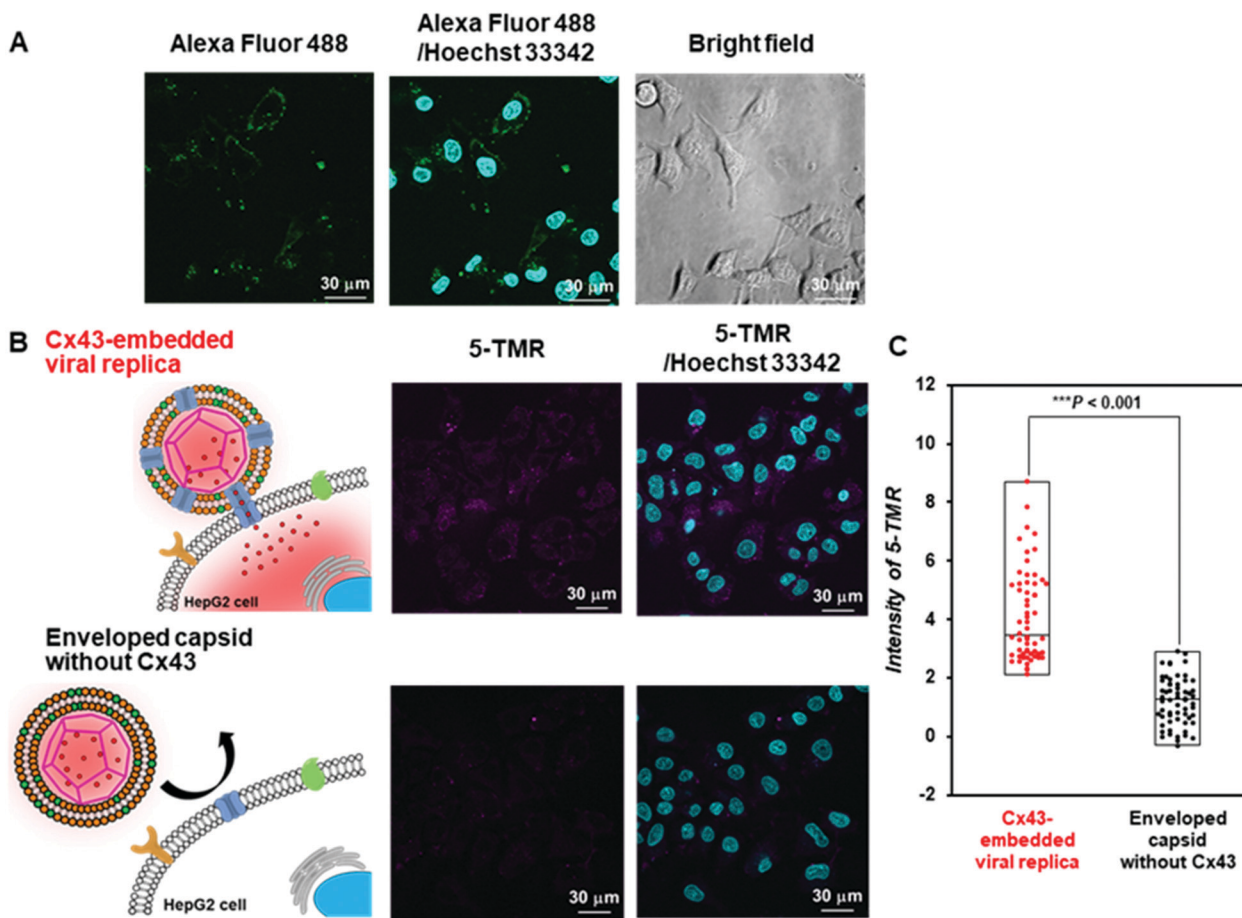 A
Alexa Fluor 488
Alexa Fluor 488
/Hoechst 33342
Bright field
30 μm
30 μm
30 μm
B
Cx43-embedded
viral replica
5-TMR
5-TMR
/Hoechst 33342
HepG2 cell
30 μm
30 μm
Enveloped capsid
without Cx43
HepG2 cell
30 μm
30 μm
C
Intensity of 5-TMR
12
10
8
6
4
2
0
-2
***P < 0.001
Cx43-
embedded
viral replica
Enveloped
capsid
without Cx43